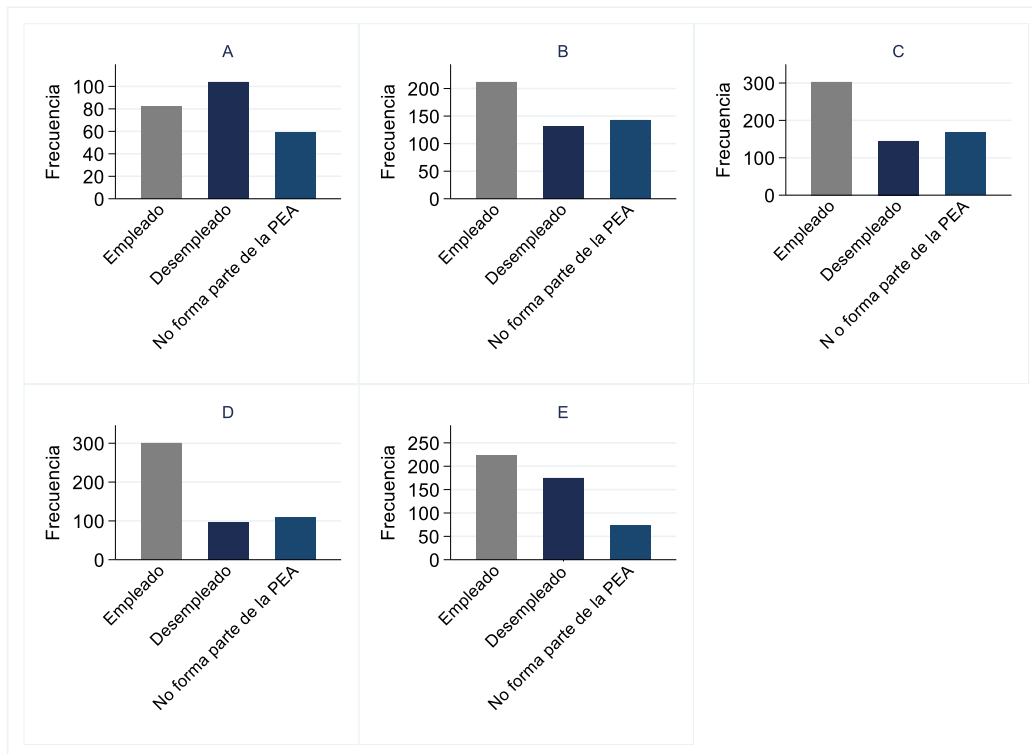 A
Frecuencia
100
80
60
40
20
0
Empleado
Desempleado
No forma parte de la PEA
B
Frecuencia
200
150
100
50
0
Empleado
Desempleado
No forma parte de la PEA
C
Frecuencia
300
200
100
0
Empleado
Desempleado
N o forma parte de la PEA
D
Frecuencia
300
200
100
0
Empleado
Desempleado
No forma parte de la PEA
E
Frecuencia
250
200
150
100
50
0
Empleado
Desempleado
No forma parte de la PEA